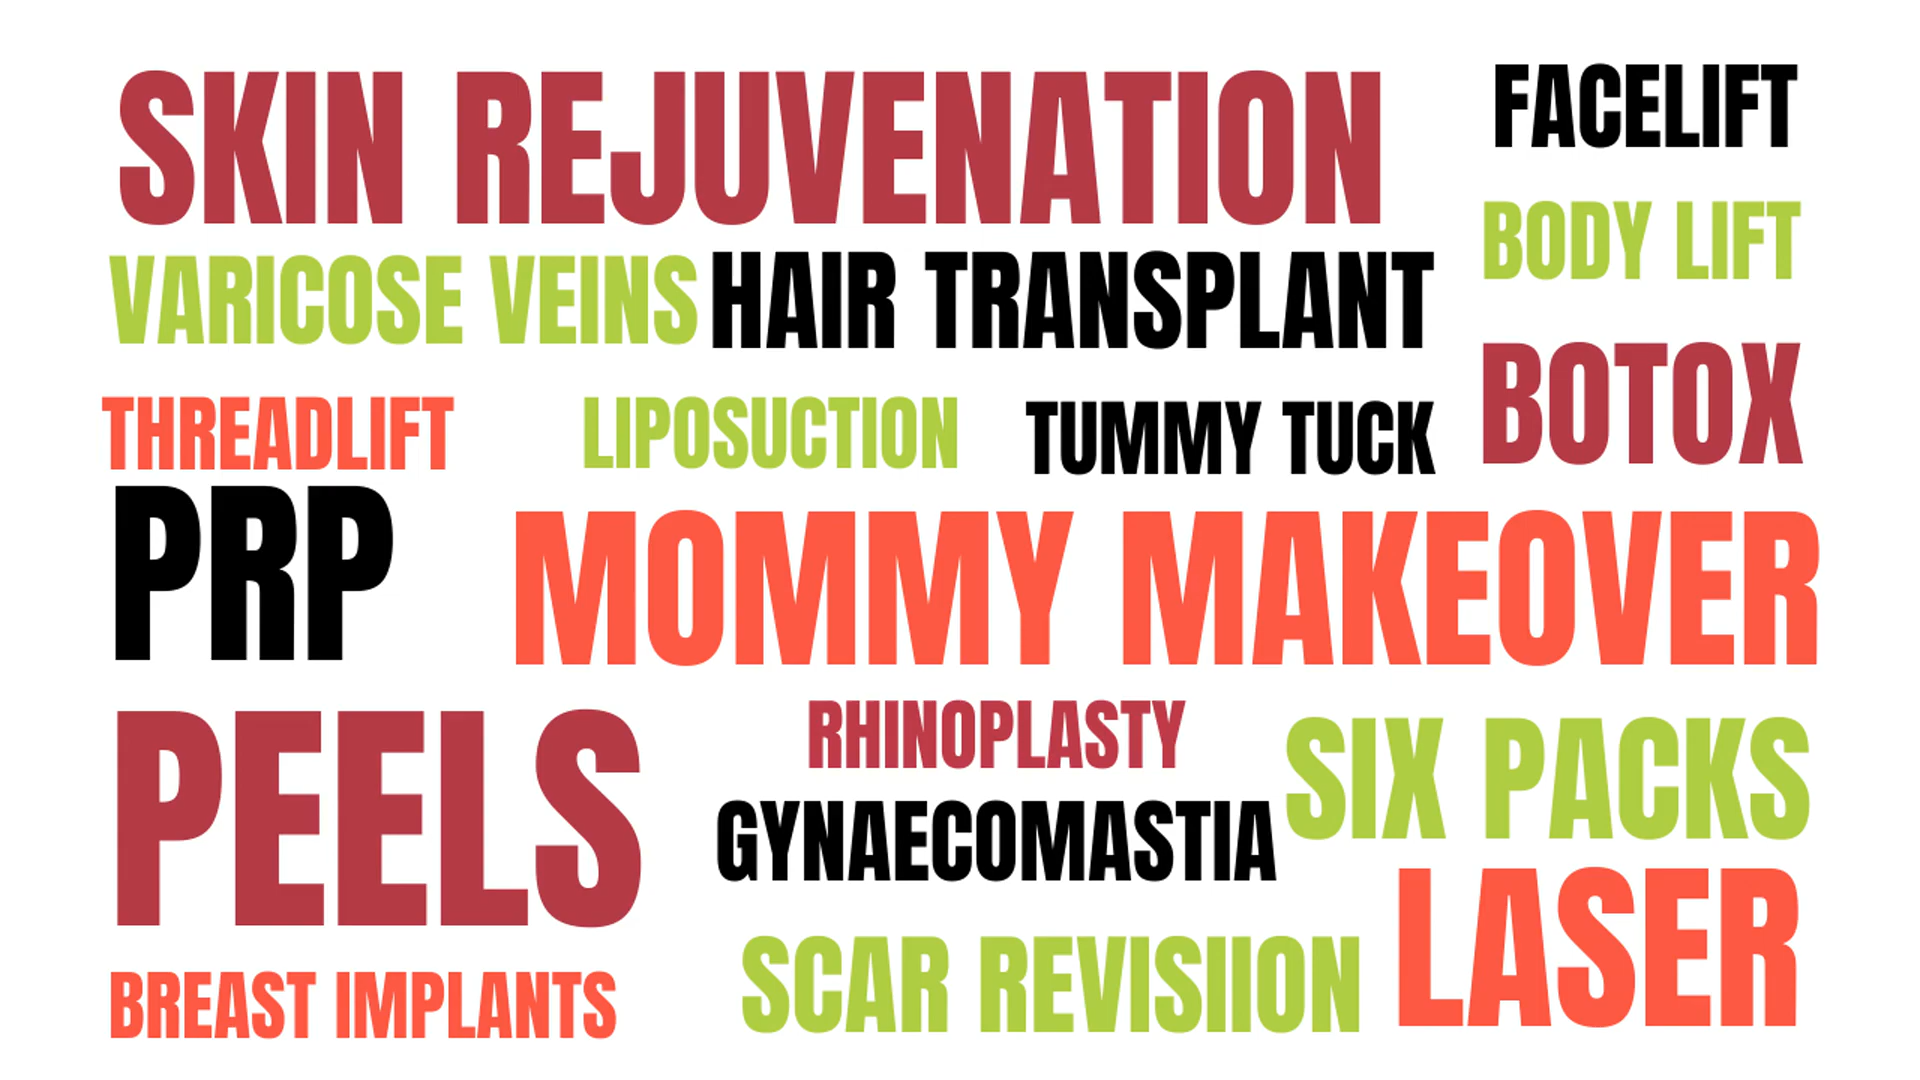 SKIN REJUVENATION
FACELIFT
BODY LIFT
VARICOSE VEINS
HAIR TRANSPLANT
BOTOX
THREADLIFT
LIPOSUCTION
TUMMY TUCK
PRP
MOMMY MAKEOVER
PEELS
RHINOPLASTY
SIX PACKS
GYNAECOMASTIA
LASER
SCAR REVISIION
BREAST IMPLANTS